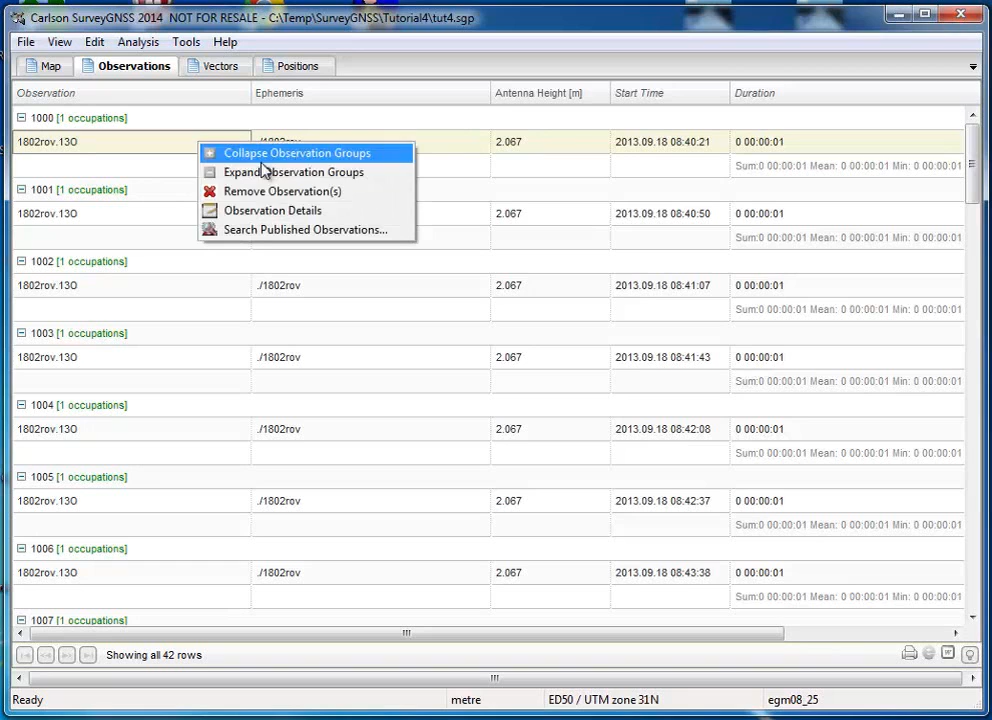 Carlson SurveyGNSS 2014 NOT FOR RESALE - C:\Temp\SurveyGNSS\Tutorial4\tut4.sgp
File View Edit Analysis Tools Help
Map Observations Vectors Positions
Observation Ephemeris Antenna Height [m] Start Time Duration
1000 [1 occupations]
1802rov.13O ./1802rov 2.067 2013.09.18 08:40:21 0 00:00:01
Collapse Observation Groups
Sum:0 00:00:01 Mean: 0 00:00:01 Min: 0 00:00:01
Expand Observation Groups
1001 [1 occupations]
Remove Observation(s)
1802rov.13O 2.067 2013.09.18 08:40:50 0 00:00:01
Observation Details
Search Published Observations...
Sum:0 00:00:01 Mean: 0 00:00:01 Min: 0 00:00:01
1002 [1 occupations]
1802rov.13O ./1802rov 2.067 2013.09.18 08:41:07 0 00:00:01
Sum:0 00:00:01 Mean: 0 00:00:01 Min: 0 00:00:01
1003 [1 occupations]
1802rov.13O ./1802rov 2.067 2013.09.18 08:41:43 0 00:00:01
Sum:0 00:00:01 Mean: 0 00:00:01 Min: 0 00:00:01
1004 [1 occupations]
1802rov.13O ./1802rov 2.067 2013.09.18 08:42:08 0 00:00:01
Sum:0 00:00:01 Mean: 0 00:00:01 Min: 0 00:00:01
1005 [1 occupations]
1802rov.13O ./1802rov 2.067 2013.09.18 08:42:37 0 00:00:01
Sum:0 00:00:01 Mean: 0 00:00:01 Min: 0 00:00:01
1006 [1 occupations]
1802rov.13O ./1802rov 2.067 2013.09.18 08:43:38 0 00:00:01
Sum:0 00:00:01 Mean: 0 00:00:01 Min: 0 00:00:01
1007 [1 occupations]
Showing all 42 rows
Ready metre ED50 / UTM zone 31N egm08_25